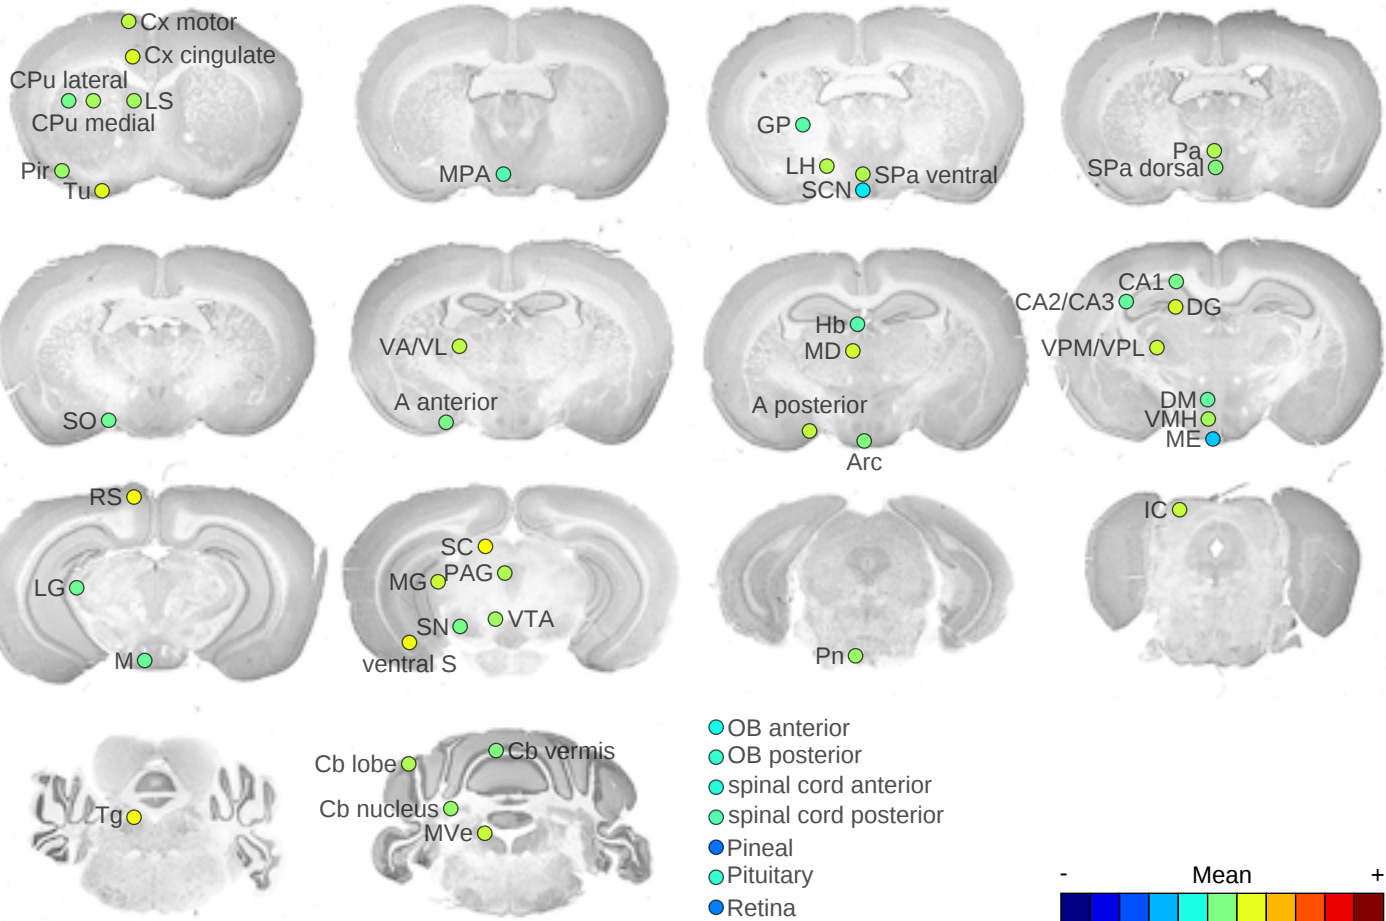 Cx motor
Cx cingulate
CPu lateral
LS
CPu medial
Pir
Tu
MPA
GP
LH
SPa ventral
SCN
Pa
SPa dorsal
SO
VA/VL
A anterior
Hb
MD
A posterior
Arc
CA1
CA2/CA3
DG
VPM/VPL
DM
VMH
ME
RS
LG
M
SC
MG
PAG
SN
VTA
ventral S
Pn
IC
Tg
Cb lobe
Cb vermis
Cb nucleus
MVe
OB anterior
OB posterior
spinal cord anterior
spinal cord posterior
Pineal
Pituitary
Retina
- Mean +